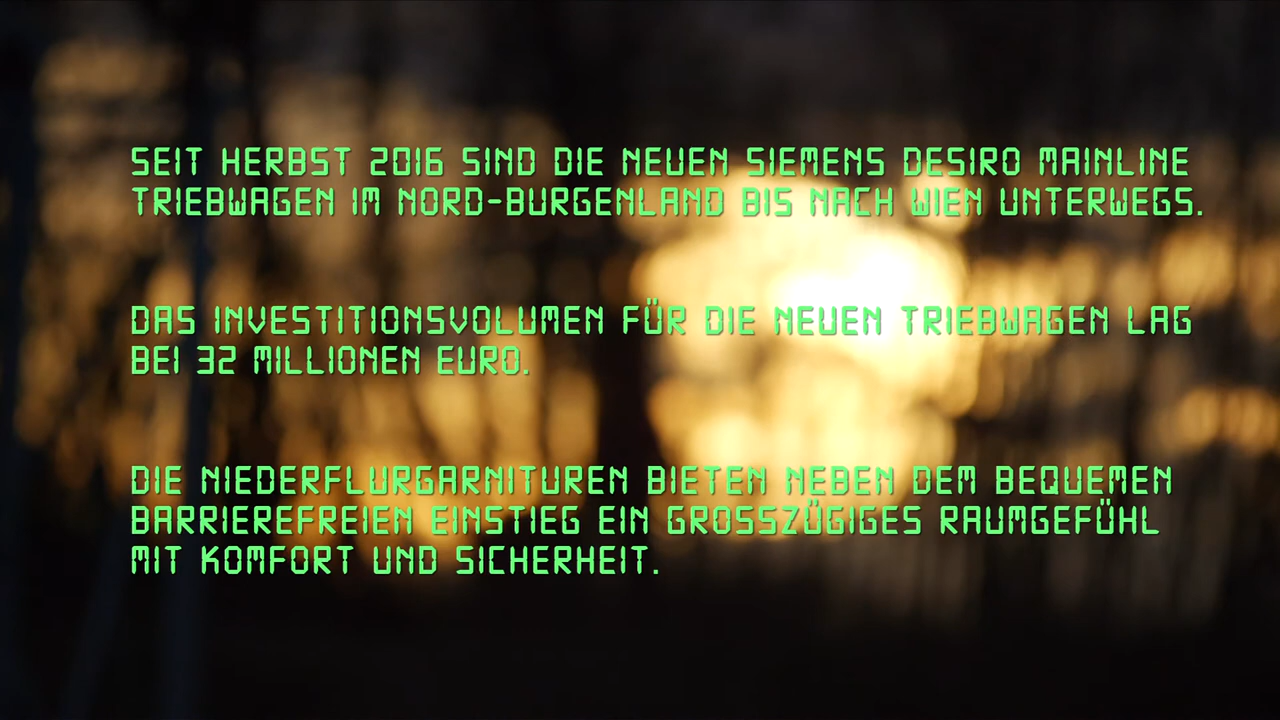 SEIT HERBST 2016 SIND DIE NEUEN SIEMENS DESIRO MAINLINE
TRIEBWAGEN IM NORD-BURGENLAND BIS NACH WIEN UNTERWEGS.
DAS INVESTITIONSVOLUMEN FÜR DIE NEUEN TRIEBWAGEN LAG
BEI 32 MILLIONEN EURO.
DIE NIEDERFLURGARNITUREN BIETEN NEBEN DEM BEQUEMEN
BARRIEREFREIEN EINSTIEG EIN GROSSZÜGIGES RAUMGEFÜHL
MIT KOMFORT UND SICHERHEIT.